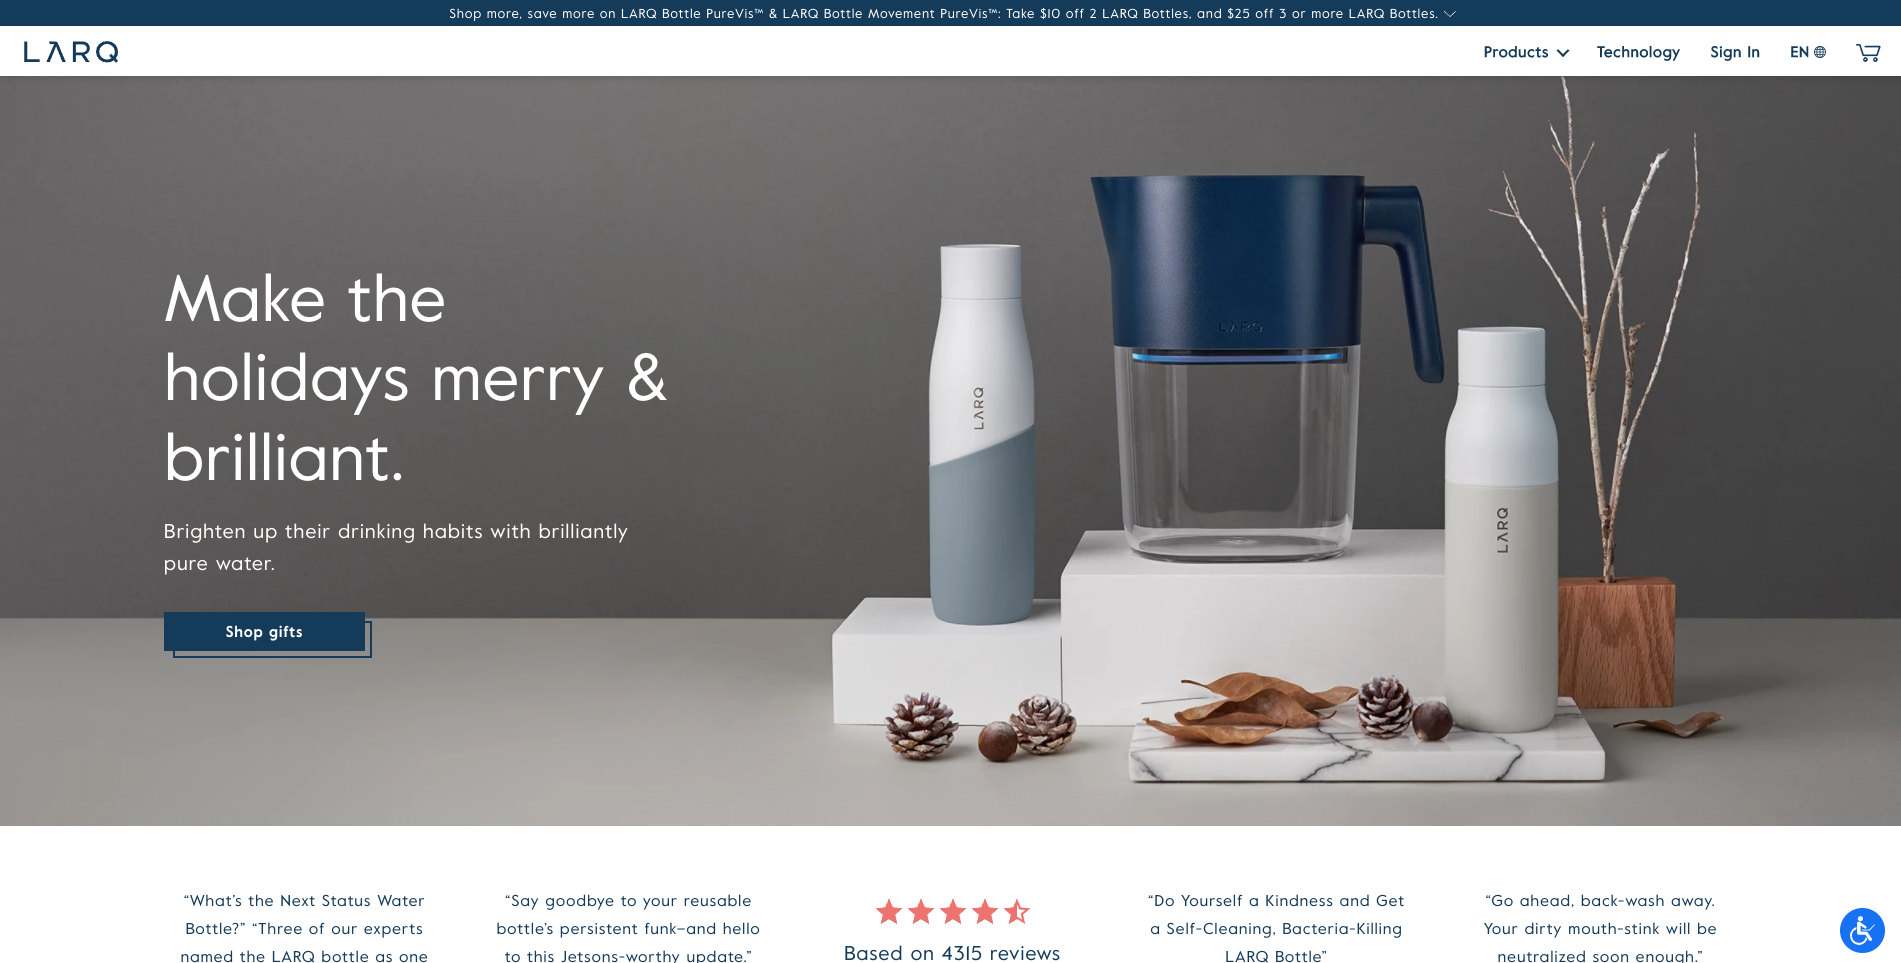 Shop more, save more on LARQ Bottle PureVis™ & LARQ Bottle Movement PureVis™: Take $10 off 2 LARQ Bottles, and $25 off 3 or more LARQ Bottles.
LARQ
Products
Technology
Sign In
EN
Make the
holidays merry &
brilliant.
Brighten up their drinking habits with brilliantly
pure water.
Shop gifts
LARQ
LARQ
LARQ
“What’s the Next Status Water
Bottle?” “Three of our experts
named the LARQ bottle as one
“Say goodbye to your reusable
bottle’s persistent funk—and hello
to this Jetsons-worthy update.”
Based on 4315 reviews
“Do Yourself a Kindness and Get
a Self-Cleaning, Bacteria-Killing
LARQ Bottle”
“Go ahead, back-wash away.
Your dirty mouth-stink will be
neutralized soon enough.”